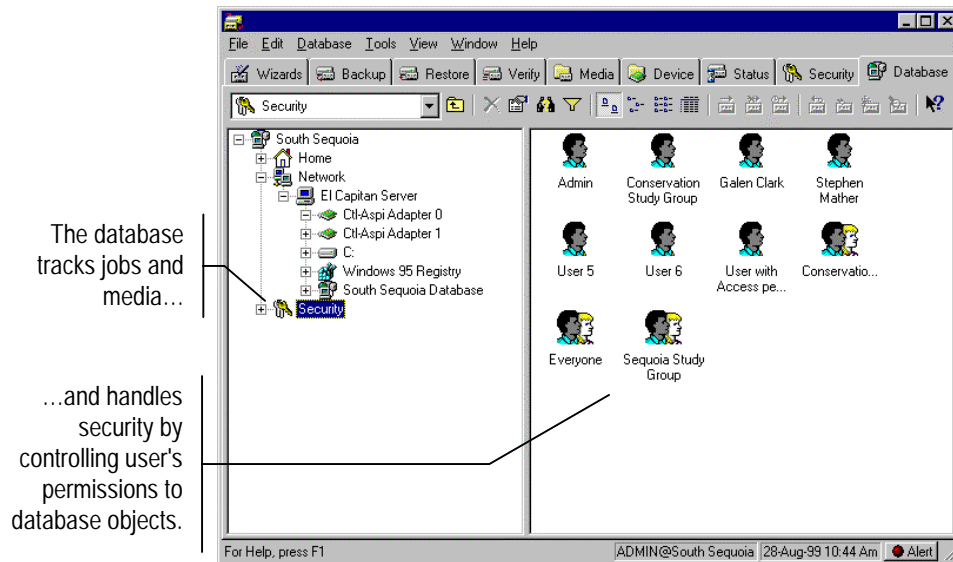 File Edit Database Tools View Window Help
Wizards Backup Restore Verify Media Device Status Security Database
Security
South Sequoia
Home
Network
El Capitan Server
Ctl-Aspi Adapter 0
Ctl-Aspi Adapter 1
C:
Windows 95 Registry
South Sequoia Database
Security
Admin
Conservation
Study Group
Galen Clark
Stephen
Mather
User 5
User 6
User with
Access pe...
Conservatio...
Everyone
Sequoia Study
Group
The database
tracks jobs and
media…
…and handles
security by
controlling user's
permissions to
database objects.
For Help, press F1
ADMIN@South Sequoia 28-Aug-99 10:44 Am Alert